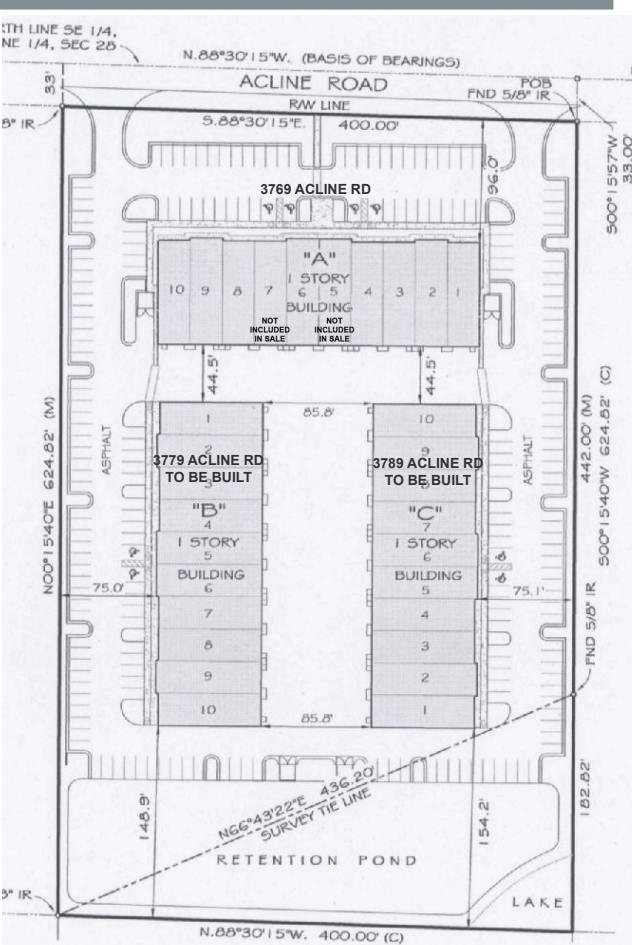 RTH LINE SE 1/4,
NE 1/4, SEC 28
N.88°30'15"W. (BASIS OF BEARINGS)
33'
ACLINE ROAD
POB
FND 5/8" IR
R/W LINE
8" IR
S.88°30'15"E. 400.00'
S00°15'57"W
33.00'
96.0'
3769 ACLINE RD
"A"
1 STORY
BUILDING
10 9 8 7 6 5 4 3 2 1
NOT
INCLUDED
IN SALE
NOT
INCLUDED
IN SALE
44.5'
44.5'
85.8'
N00°15'40"E 624.82' (M)
ASPHALT
1
2
3779 ACLINE RD
3
TO BE BUILT
"B"
4
1 STORY
5
BUILDING
6
7
8
9
10
75.0'
10
9
3789 ACLINE RD
8
TO BE BUILT
"C"
7
1 STORY
6
BUILDING
5
4
3
2
1
75.1'
ASPHALT
442.00' (M)
S00°15'40"W 624.82' (C)
FND 5/8" IR
182.82'
85.8'
148.9'
N66°43'22"E 436.20'
SURVEY TIE LINE
154.2'
RETENTION POND
LAKE
8" IR
N.88°30'15"W. 400.00' (C)